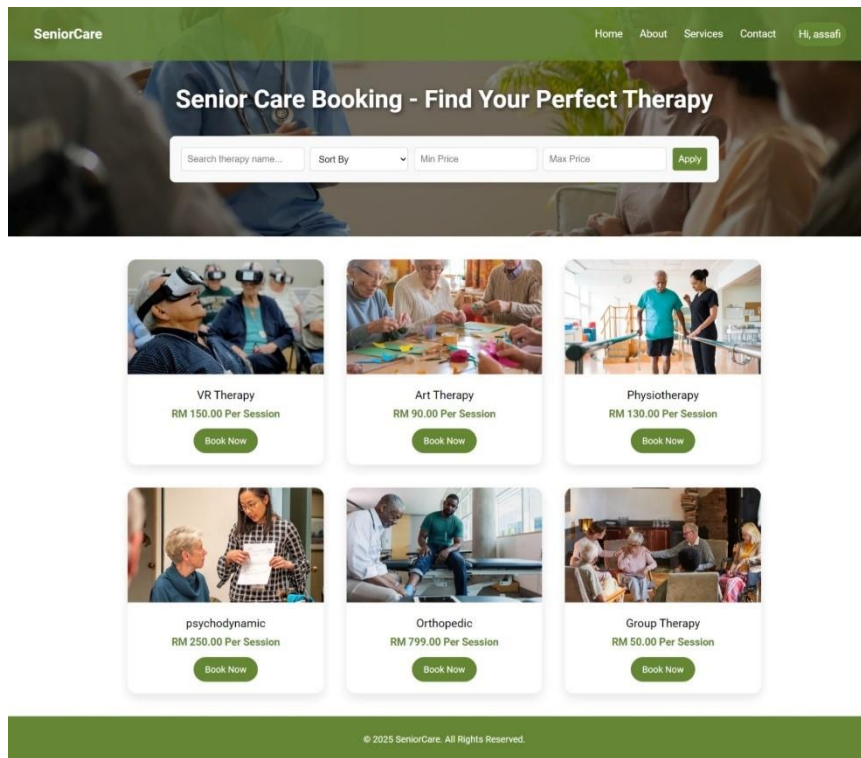 SeniorCare
Home About Services Contact Hi, assafi
Senior Care Booking - Find Your Perfect Therapy
Search therapy name... Sort By Min Price Max Price Apply
VR Therapy
RM 150.00 Per Session
Book Now
Art Therapy
RM 90.00 Per Session
Book Now
Physiotherapy
RM 130.00 Per Session
Book Now
psychodynamic
RM 250.00 Per Session
Book Now
Orthopedic
RM 799.00 Per Session
Book Now
Group Therapy
RM 50.00 Per Session
Book Now
© 2025 SeniorCare. All Rights Reserved.